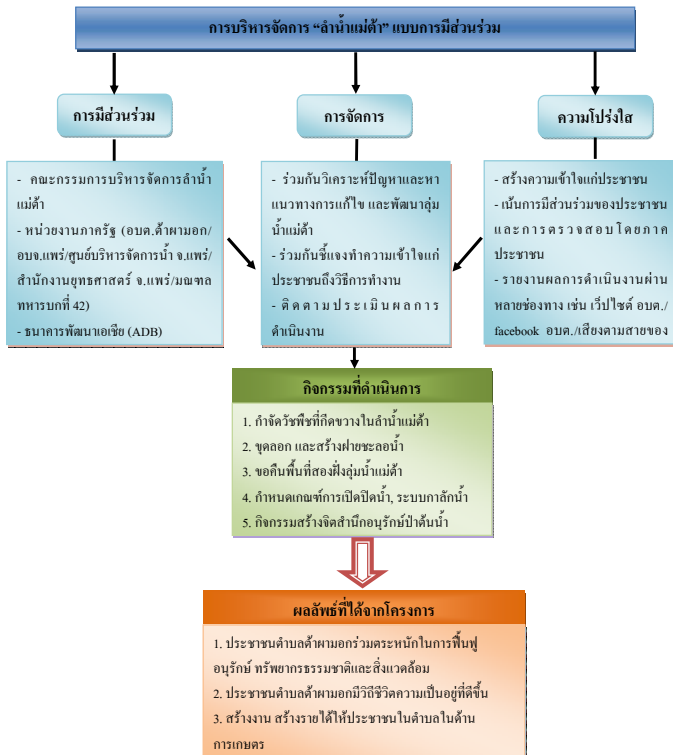 การบริหารจัดการ “ลำน้ำแม่ต้า” แบบการมีส่วนร่วม
การมีส่วนร่วม
การจัดการ
ความโปร่งใส
- คณะกรรมการบริหารจัดการลำน้ำ
แม่ต้า
- หน่วยงานภาครัฐ (อบต.ต้าผามอก/
อบจ.แพร่/ศูนย์บริหารจัดการน้ำ จ.แพร่/
สำนักงานยุทธศาสตร์ จ.แพร่/มณฑล
ทหารบกที่ 42)
- ธนาคารพัฒนาเอเชีย (ADB)
- ร่วมกันวิเคราะห์ปัญหาและหา
แนวทางการแก้ไข และพัฒนาลุ่ม
น้ำแม่ต้า
- ร่วมกันชี้แจงทำความเข้าใจแก่
ประชาชนถึงวิธีการทำงาน
- ติดตามประเมินผลการ
ดำเนินงาน
- สร้างความเข้าใจแก่ประชาชน
- เน้นการมีส่วนร่วมของประชาชน
และการตรวจสอบโดยภาค
ประชาชน
- รายงานผลการดำเนินงานผ่าน
หลายช่องทาง เช่น เว็ปไซต์ อบต./
facebook อบต./เสียงตามสายของ
กิจกรรมที่ดำเนินการ
1. กำจัดวัชพืชที่กีดขวางในลำน้ำแม่ต้า
2. ขุดลอก และสร้างฝายชะลอน้ำ
3. ขอคืนพื้นที่สองฝั่งลุ่มน้ำแม่ต้า
4. กำหนดเกณฑ์การเปิดปิดน้ำ, ระบบกาลักน้ำ
5. กิจกรรมสร้างจิตสำนึกอนุรักษ์ป่าต้นน้ำ
ผลลัพธ์ที่ได้จากโครงการ
1. ประชาชนตำบลต้าผามอกร่วมตระหนักในการฟื้นฟู
อนุรักษ์ ทรัพยากรธรรมชาติและสิ่งแวดล้อม
2. ประชาชนตำบลต้าผามอกมีวิถีชีวิตความเป็นอยู่ที่ดีขึ้น
3. สร้างงาน สร้างรายได้ให้ประชาชนในตำบลในด้าน
การเกษตร